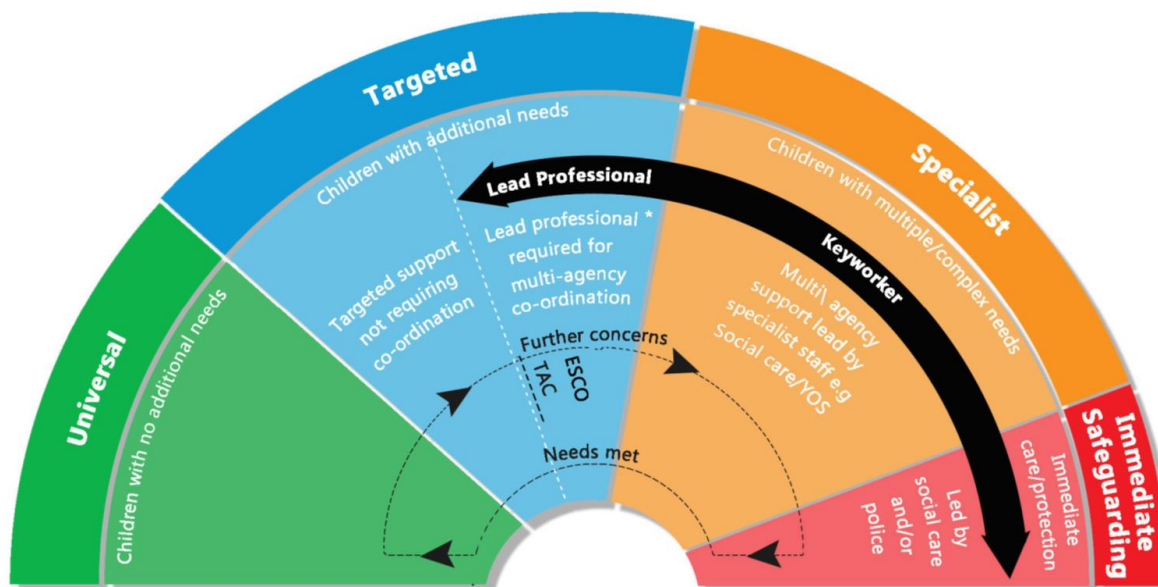 Universal
Children with no additional needs
Targeted
Children with additional needs
Targeted support
not requiring
co-ordination
Lead Professional
Lead professional *
required for
multi-agency
co-ordination
Further concerns
ESCO
TAC
Needs met
Specialist
Children with multiple/complex needs
Keyworker
Multi\ agency
support lead by
specialist staff e.g
Social care/YOS
Immediate
Safeguarding
Immediate
care/protection
Led by
social care
and/or
police